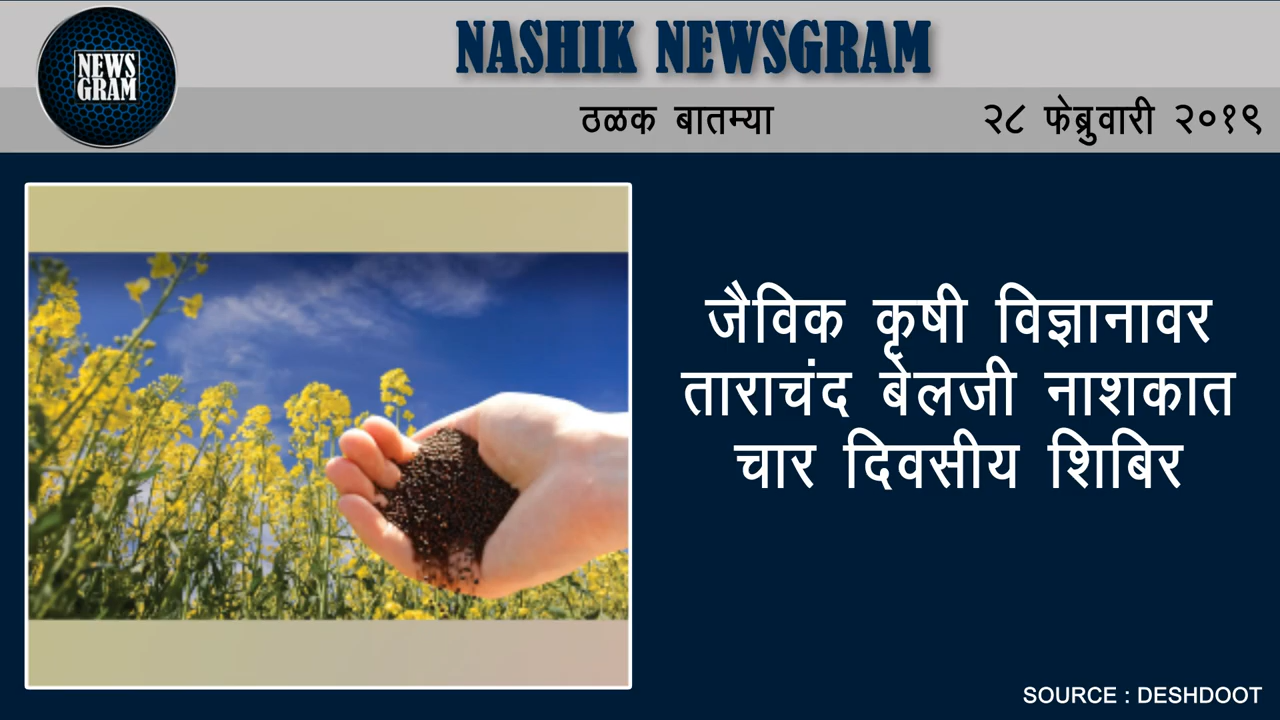 NEWS
GRAM
NASHIK NEWSGRAM
ठळक बातम्या
२८ फेब्रुवारी २०१९
जैविक कृषी विज्ञानावर
ताराचंद बेलजी नाशकात
चार दिवसीय शिबिर
SOURCE : DESHDOOT